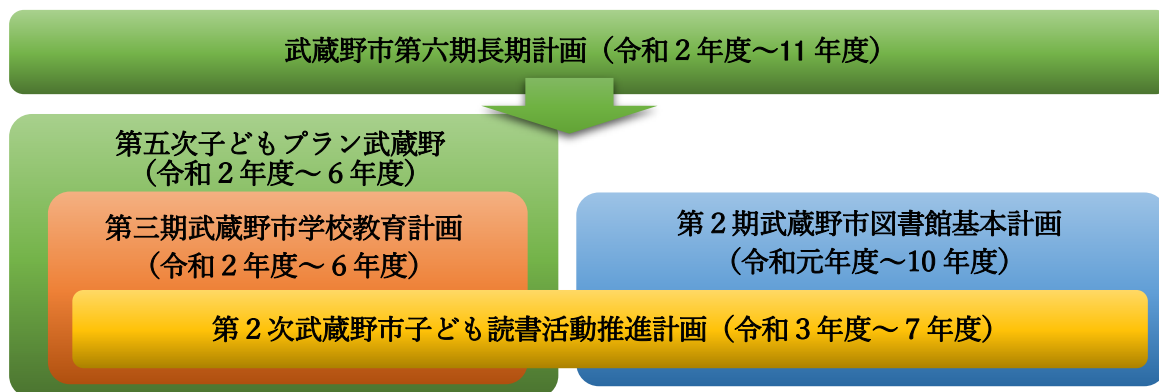 武蔵野市第六期長期計画（令和２年度～11 年度）
第五次子どもプラン武蔵野
（令和２年度～６年度）
第三期武蔵野市学校教育計画
（令和２年度～６年度）
第２期武蔵野市図書館基本計画
（令和元年度～10 年度）
第２次武蔵野市子ども読書活動推進計画（令和３年度～７年度）